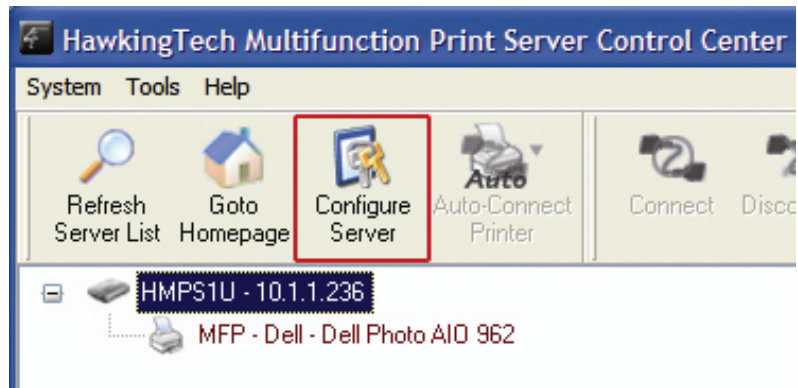 HawkingTech Multifunction Print Server Control Center
System Tools Help
Refresh
Server List
Goto
Homepage
Configure
Server
Auto
Auto-Connect
Printer
Connect
HMPS1U - 10.1.1.236
MFP - Dell - Dell Photo AIO 962